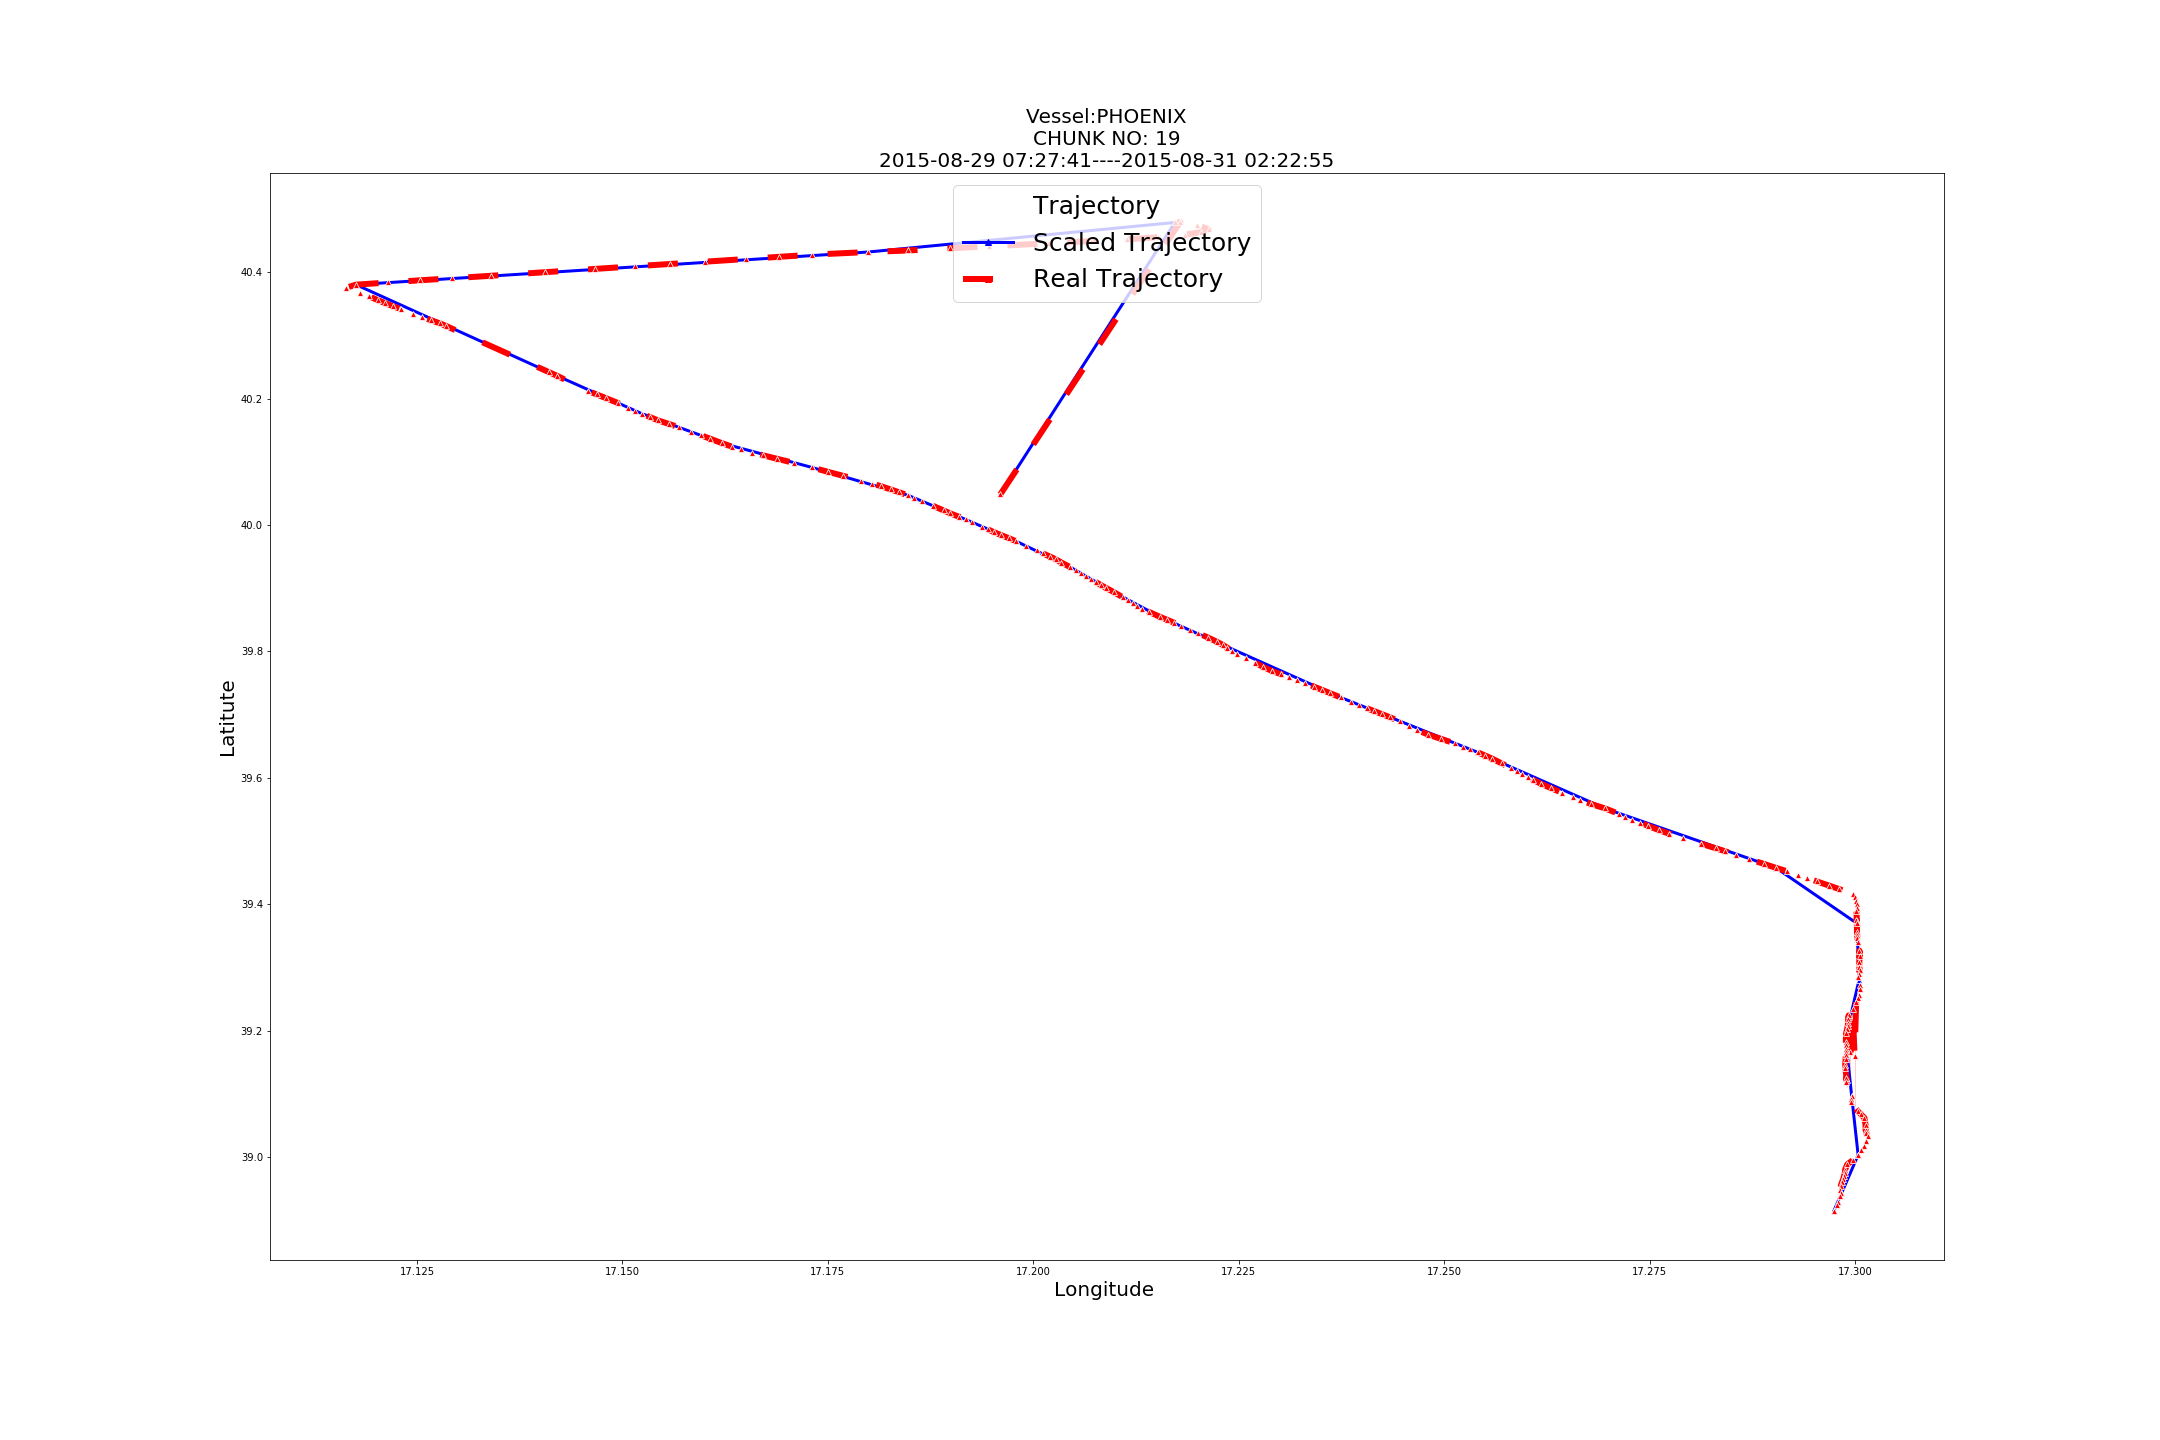 Vessel:PHOENIX
CHUNK NO: 19
2015-08-29 07:27:41----2015-08-31 02:22:55
Trajectory
Scaled Trajectory
Real Trajectory
40.4
40.2
40.0
39.8
39.6
39.4
39.2
39.0
Latitute
17.125
17.150
17.175
17.200
17.225
17.250
17.275
17.300
Longitude